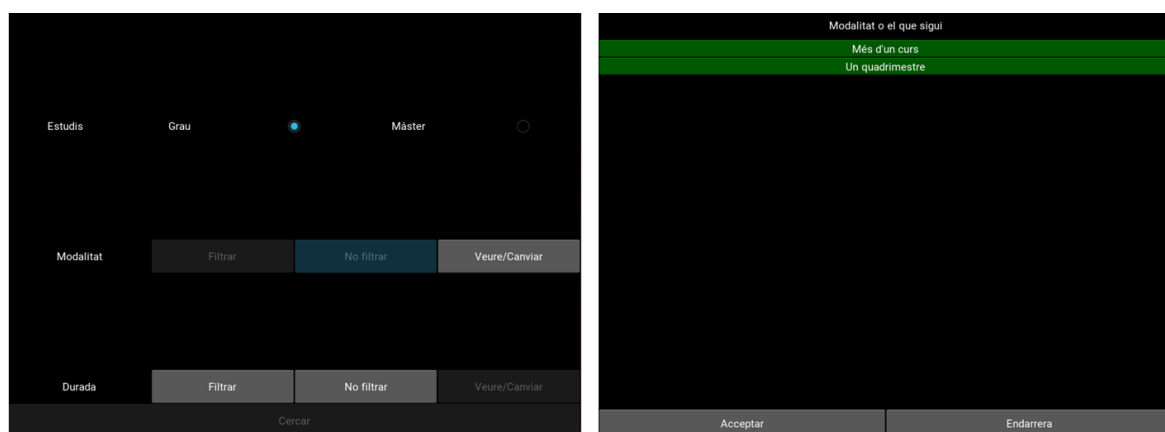 Estudis Grau Màster
Modalitat Filtrar No filtrar Veure/Canviar
Durada Filtrar No filtrar Veure/Canviar
Cercar
Modalitat o el que sigui
Més d'un curs
Un quadrimestre
Acceptar Endarrera